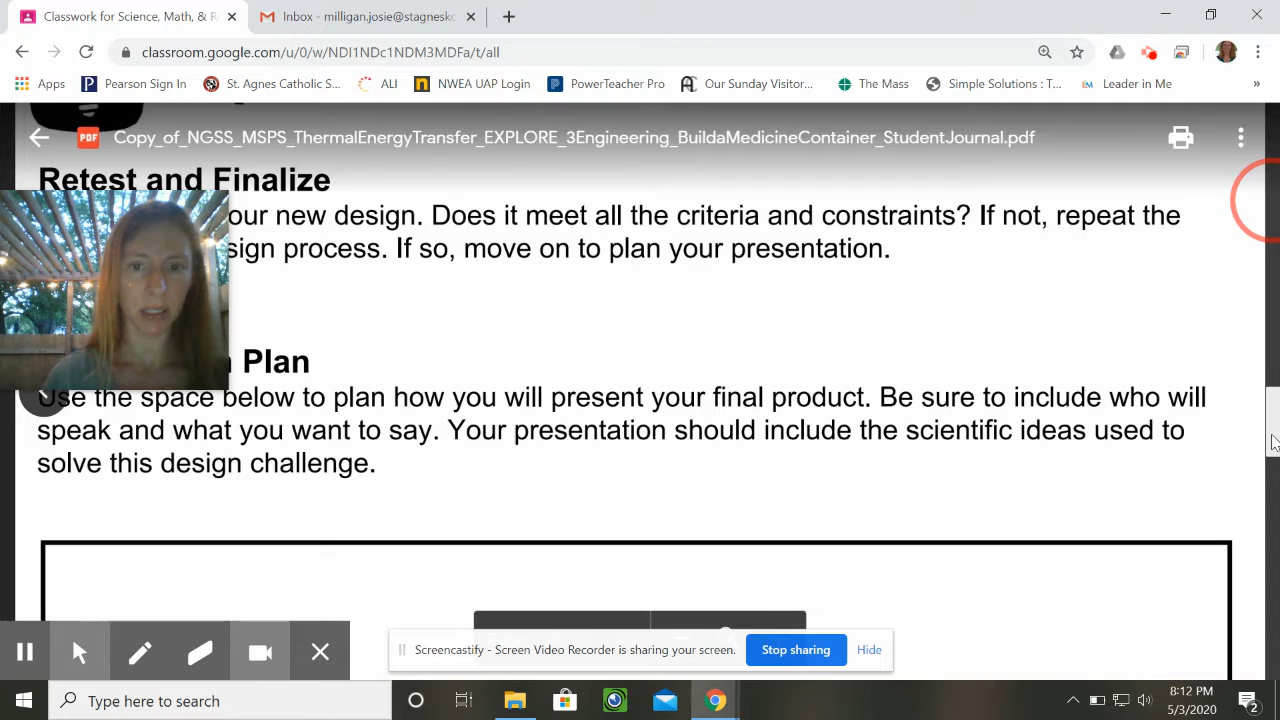 Classwork for Science, Math, & R
Inbox - milligan.josie@stagnesko
classroom.google.com/u/0/w/NDI1NDc1NDM3MDFa/t/all
Apps
Pearson Sign In
St. Agnes Catholic S...
ALI
NWEA UAP Login
PowerTeacher Pro
Our Sunday Visitor...
The Mass
Simple Solutions : T...
Leader in Me
»
PDF
Copy_of_NGSS_MSPS_ThermalEnergyTransfer_EXPLORE_3Engineering_BuildaMedicineContainer_StudentJournal.pdf
Retest and Finalize
our new design. Does it meet all the criteria and constraints? If not, repeat the
sign process. If so, move on to plan your presentation.
Plan
Use the space below to plan how you will present your final product. Be sure to include who will
speak and what you want to say. Your presentation should include the scientific ideas used to
solve this design challenge.
Screencastify - Screen Video Recorder is sharing your screen.
Stop sharing
Hide
Type here to search
8:12 PM
5/3/2020
2